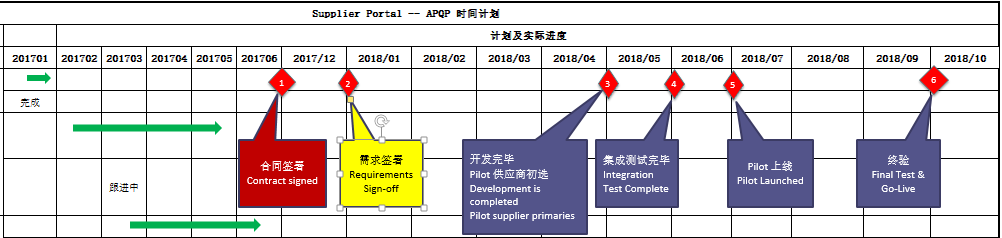 Supplier Portal -- APQP 时间计划
计划及实际进度
201701 201702 201703 201704 201705 201706 2017/12 2018/01 2018/02 2018/03 2018/04 2018/05 2018/06 2018/07 2018/08 2018/09 2018/10
1 2 3 4 5 6
完成
合同签署
Contract signed
需求签署
Requirements
Sign-off
开发完毕
Pilot 供应商初选
Development is
completed
Pilot supplier primaries
集成测试完毕
Integration
Test Complete
Pilot 上线
Pilot Launched
终验
Final Test &
Go-Live
跟进中